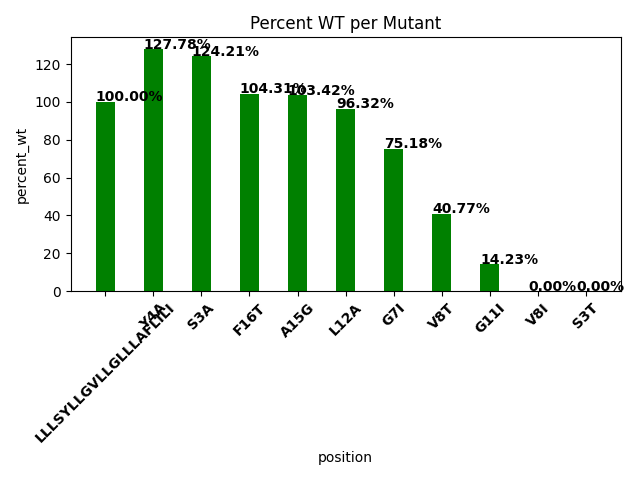 Percent WT per Mutant
percent_wt
120
100
80
60
40
20
0
100.00%
127.78%
124.21%
104.31%
103.42%
96.32%
75.18%
40.77%
14.23%
0.00%
0.00%
LLLSYLLGVLLGLLLAFLILI
Y4A
S3A
F16T
A15G
L12A
G7I
V8T
G11I
V8I
S3T
position